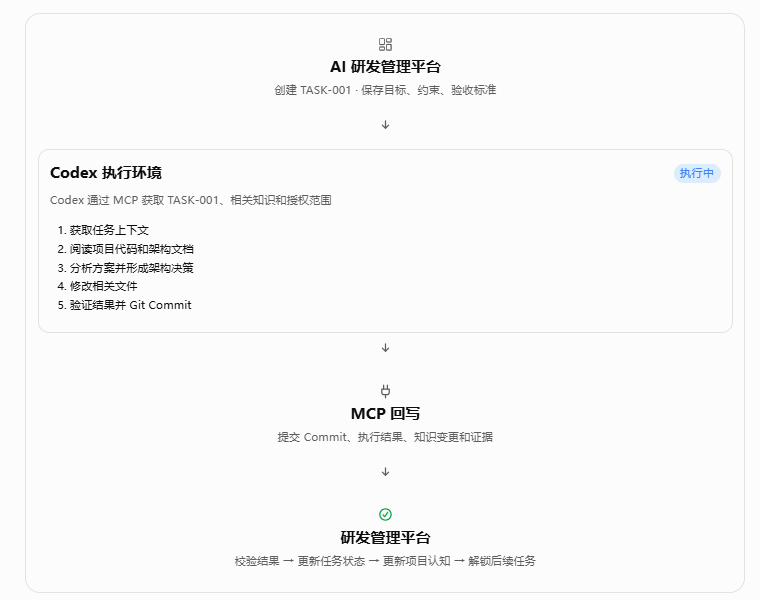 AI 研发管理平台
创建 TASK-001 · 保存目标、约束、验收标准
↓
Codex 执行环境
执行中
Codex 通过 MCP 获取 TASK-001、相关知识和授权范围
1. 获取任务上下文
2. 阅读项目代码和架构文档
3. 分析方案并形成架构决策
4. 修改相关文件
5. 验证结果并 Git Commit
↓
MCP 回写
提交 Commit、执行结果、知识变更和证据
↓
研发管理平台
校验结果 → 更新任务状态 → 更新项目认知 → 解锁后续任务